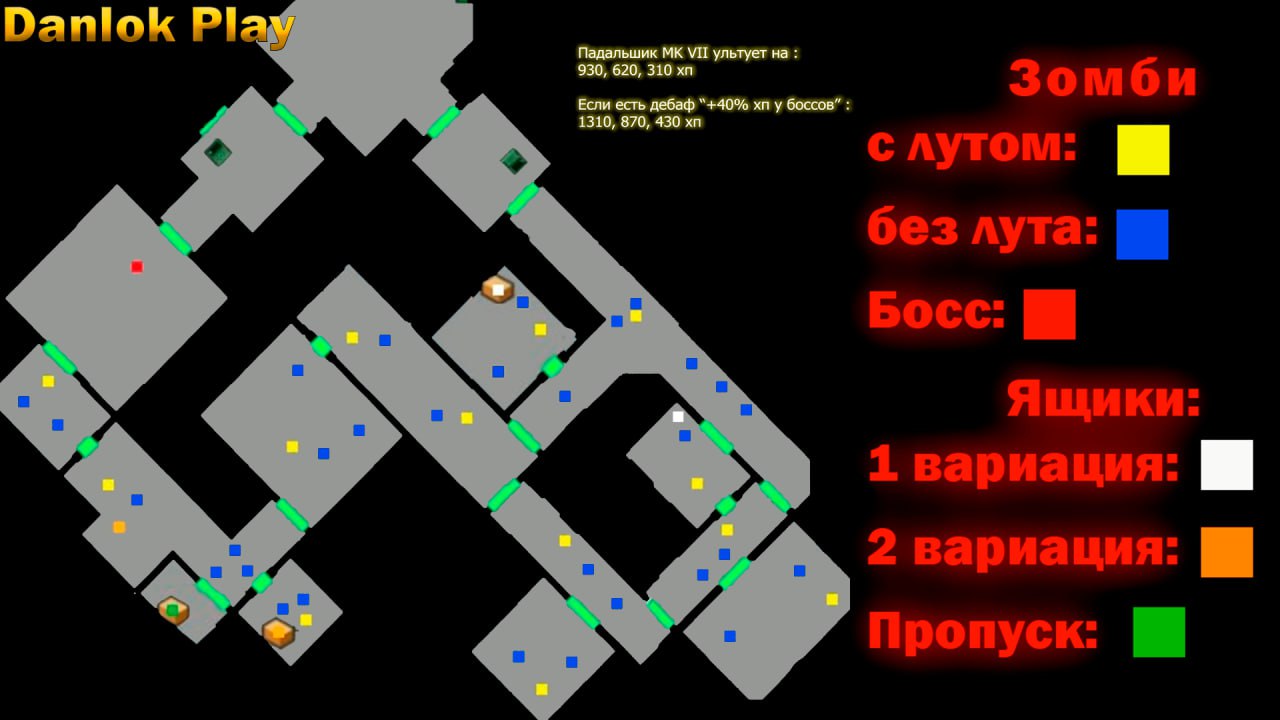 Danlok Play
Падальшик МК VII ультует на :
930, 620, 310 хп
Если есть дебаф “+40% хп у боссов” :
1310, 870, 430 хп
Зомби
с лутом:
без лута:
Босс:
Ящики:
1 вариация:
2 вариация:
Пропуск: